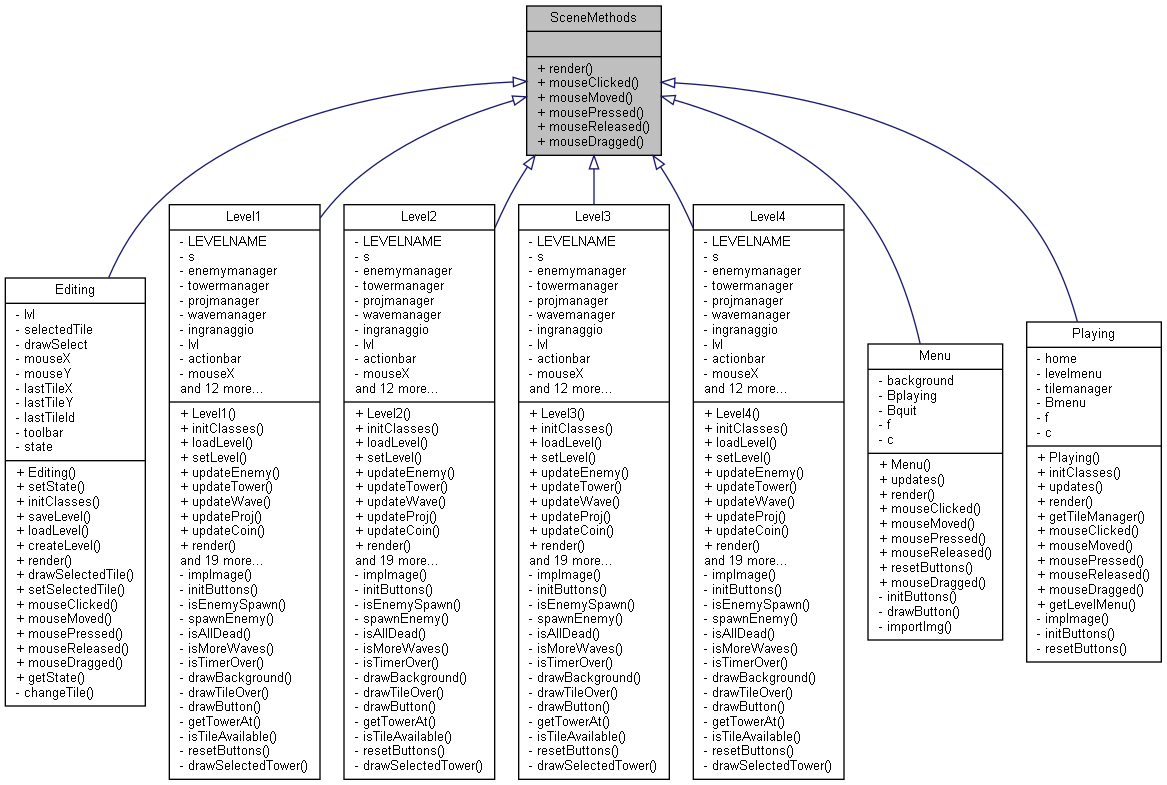 SceneMethods
+ render()
+ mouseClicked()
+ mouseMoved()
+ mousePressed()
+ mouseReleased()
+ mouseDragged()
Editing
- lvl
- selectedTile
- drawSelect
- mouseX
- mouseY
- lastTileX
- lastTileY
- lastTileId
- toolbar
- state
+ Editing()
+ setState()
+ initClasses()
+ saveLevel()
+ loadLevel()
+ createLevel()
+ render()
+ drawSelectedTile()
+ setSelectedTile()
+ mouseClicked()
+ mouseMoved()
+ mousePressed()
+ mouseReleased()
+ mouseDragged()
+ getState()
- changeTile()
Level1
- LEVELNAME
- s
- enemymanager
- towermanager
- projmanager
- wavemanager
- ingranaggio
- lvl
- actionbar
- mouseX
and 12 more...
+ Level1()
+ initClasses()
+ loadLevel()
+ setLevel()
+ updateEnemy()
+ updateTower()
+ updateWave()
+ updateProj()
+ updateCoin()
+ render()
and 19 more...
- impImage()
- initButtons()
- isEnemySpawn()
- spawnEnemy()
- isAllDead()
- isMoreWaves()
- isTimerOver()
- drawBackground()
- drawTileOver()
- drawButton()
- getTowerAt()
- isTileAvailable()
- resetButtons()
- drawSelectedTower()
Level2
- LEVELNAME
- s
- enemymanager
- towermanager
- projmanager
- wavemanager
- ingranaggio
- lvl
- actionbar
- mouseX
and 12 more...
+ Level2()
+ initClasses()
+ loadLevel()
+ setLevel()
+ updateEnemy()
+ updateTower()
+ updateWave()
+ updateProj()
+ updateCoin()
+ render()
and 19 more...
- impImage()
- initButtons()
- isEnemySpawn()
- spawnEnemy()
- isAllDead()
- isMoreWaves()
- isTimerOver()
- drawBackground()
- drawTileOver()
- drawButton()
- getTowerAt()
- isTileAvailable()
- resetButtons()
- drawSelectedTower()
Level3
- LEVELNAME
- s
- enemymanager
- towermanager
- projmanager
- wavemanager
- ingranaggio
- lvl
- actionbar
- mouseX
and 12 more...
+ Level3()
+ initClasses()
+ loadLevel()
+ setLevel()
+ updateEnemy()
+ updateTower()
+ updateWave()
+ updateProj()
+ updateCoin()
+ render()
and 19 more...
- impImage()
- initButtons()
- isEnemySpawn()
- spawnEnemy()
- isAllDead()
- isMoreWaves()
- isTimerOver()
- drawBackground()
- drawTileOver()
- drawButton()
- getTowerAt()
- isTileAvailable()
- resetButtons()
- drawSelectedTower()
Level4
- LEVELNAME
- s
- enemymanager
- towermanager
- projmanager
- wavemanager
- ingranaggio
- lvl
- actionbar
- mouseX
and 12 more...
+ Level4()
+ initClasses()
+ loadLevel()
+ setLevel()
+ updateEnemy()
+ updateTower()
+ updateWave()
+ updateProj()
+ updateCoin()
+ render()
and 19 more...
- impImage()
- initButtons()
- isEnemySpawn()
- spawnEnemy()
- isAllDead()
- isMoreWaves()
- isTimerOver()
- drawBackground()
- drawTileOver()
- drawButton()
- getTowerAt()
- isTileAvailable()
- resetButtons()
- drawSelectedTower()
Menu
- background
- Bplaying
- Bquit
- f
- c
+ Menu()
+ updates()
+ render()
+ mouseClicked()
+ mouseMoved()
+ mousePressed()
+ mouseReleased()
+ resetButtons()
+ mouseDragged()
- initButtons()
- drawButton()
- importImg()
Playing
- home
- levelmenu
- tilemanager
- Bmenu
- f
- c
+ Playing()
+ initClasses()
+ updates()
+ render()
+ getTileManager()
+ mouseClicked()
+ mouseMoved()
+ mousePressed()
+ mouseReleased()
+ mouseDragged()
+ getLevelMenu()
- impImage()
- initButtons()
- resetButtons()